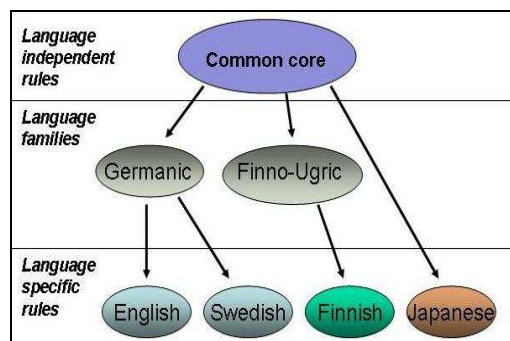 Language
independent
rules
Common core
Language
families
Germanic
Finno-Ugric
Language
specific
rules
English
Swedish
Finnish
Japanese